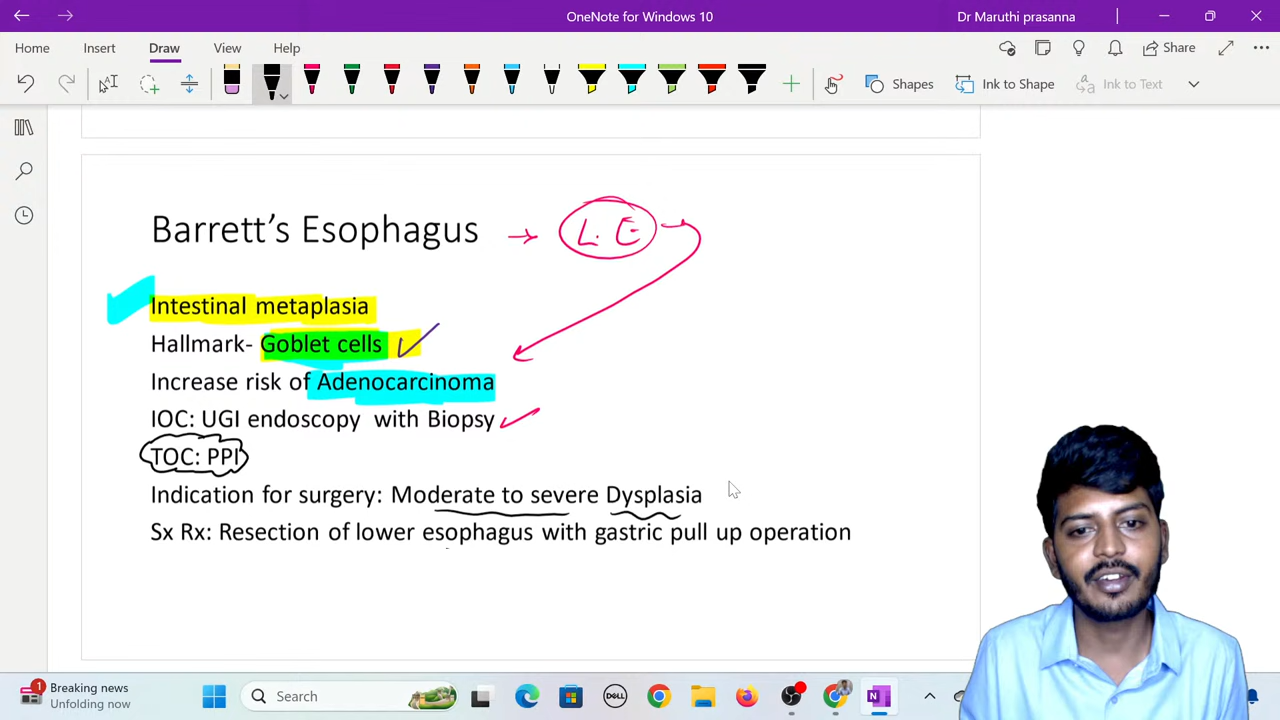 OneNote for Windows 10
Dr Maruthi prasanna
Home Insert Draw View Help
Share
Shapes Ink to Shape Ink to Text
Barrett’s Esophagus → L. E
Intestinal metaplasia
Hallmark- Goblet cells
Increase risk of Adenocarcinoma
IOC: UGI endoscopy with Biopsy
TOC: PPI
Indication for surgery: Moderate to severe Dysplasia
Sx Rx: Resection of lower esophagus with gastric pull up operation
1
Breaking news
Unfolding now
Search
DELL